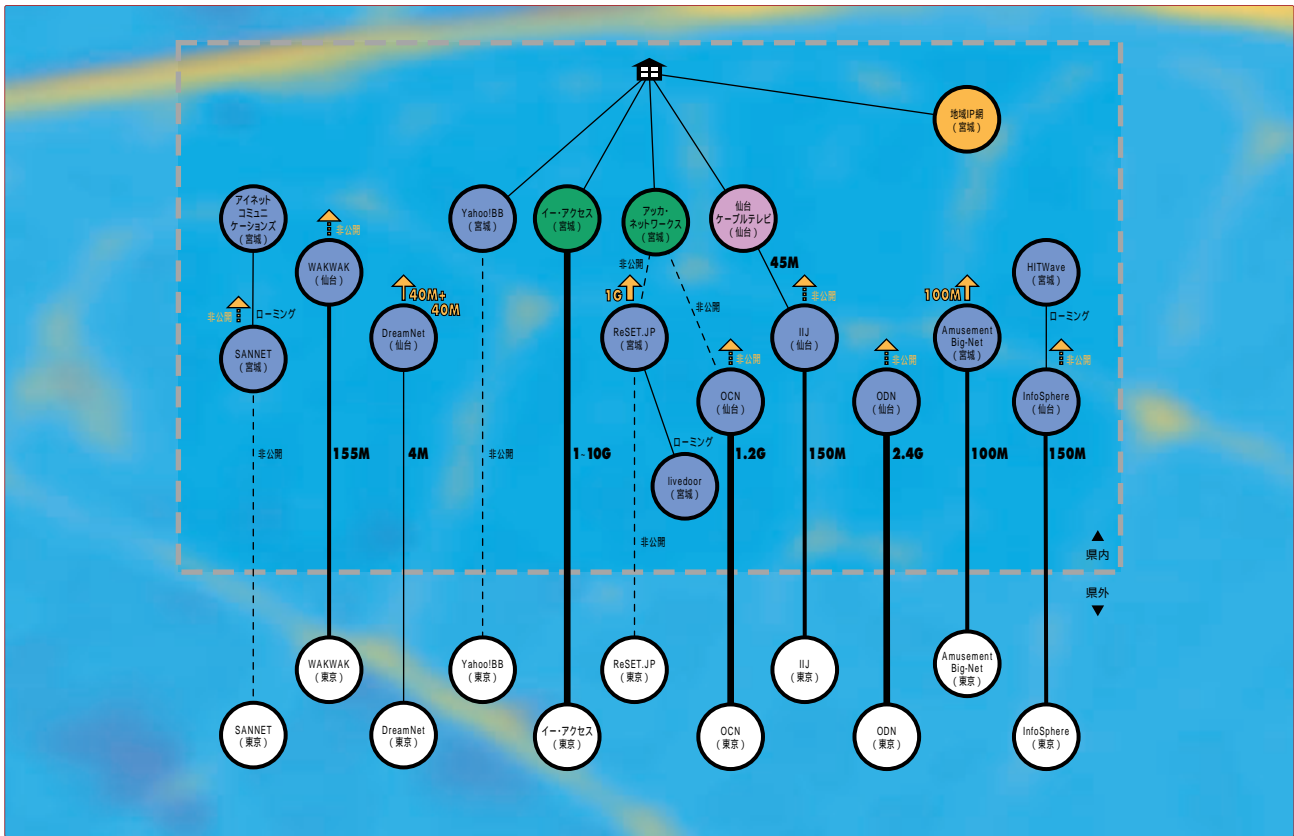 地域IP網
(宮城)
アイネット
コミュニ
ケーションズ
(宮城)
Yahoo!BB
(宮城)
イー・アクセス
(宮城)
アッカ・
ネットワークス
(宮城)
仙台
ケーブルテレビ
(仙台)
非公開
WAKWAK
(仙台)
非公開
45M
HITWave
(宮城)
40M+
40M
1G
非公開
100M
非公開
ローミング
ローミング
DreamNet
(仙台)
ReSET.JP
(宮城)
IIJ
(仙台)
Amusement
Big-Net
(宮城)
SANNET
(宮城)
非公開
非公開
非公開
非公開
OCN
(仙台)
ODN
(仙台)
InfoSphere
(仙台)
ローミング
非公開
155M
4M
非公開
1-10G
1.2G
150M
2.4G
100M
150M
livedoor
(宮城)
非公開
県内
県外
WAKWAK
(東京)
Yahoo!BB
(東京)
ReSET.JP
(東京)
IIJ
(東京)
Amusement
Big-Net
(東京)
SANNET
(東京)
DreamNet
(東京)
イー・アクセス
(東京)
OCN
(東京)
ODN
(東京)
InfoSphere
(東京)